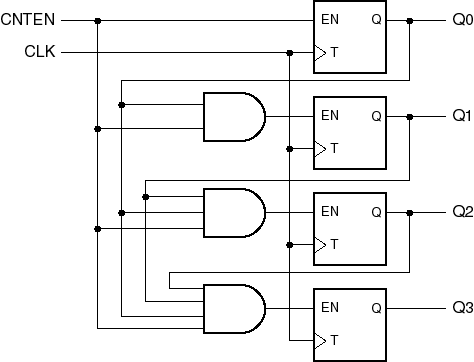 CNTEN EN Q Q0
CLK T
EN Q Q1
T
EN Q Q2
T
EN Q Q3
T